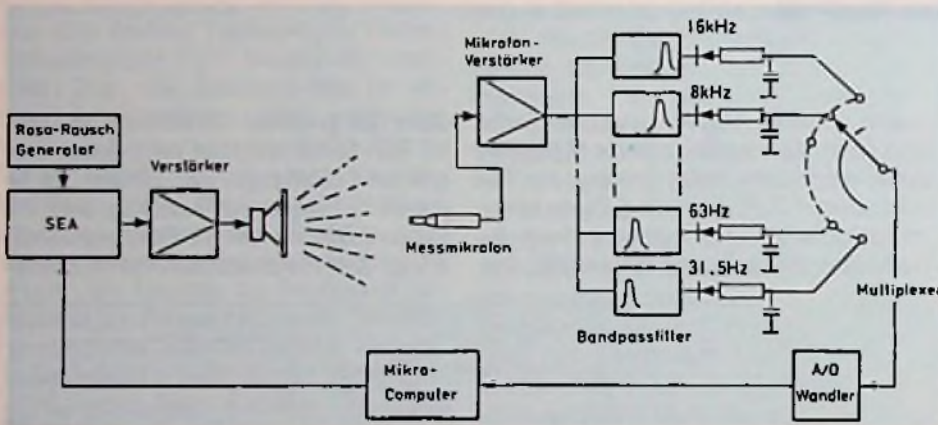 16kHz
Mikrofon-
Verstärker
8kHz
Rosa-Rausch
Generator
Verstärker
SEA
Messmikrofon
63Hz
31.5Hz
Multiplexer
Bandpassfilter
Mikro-
Computer
A/D
Wandler